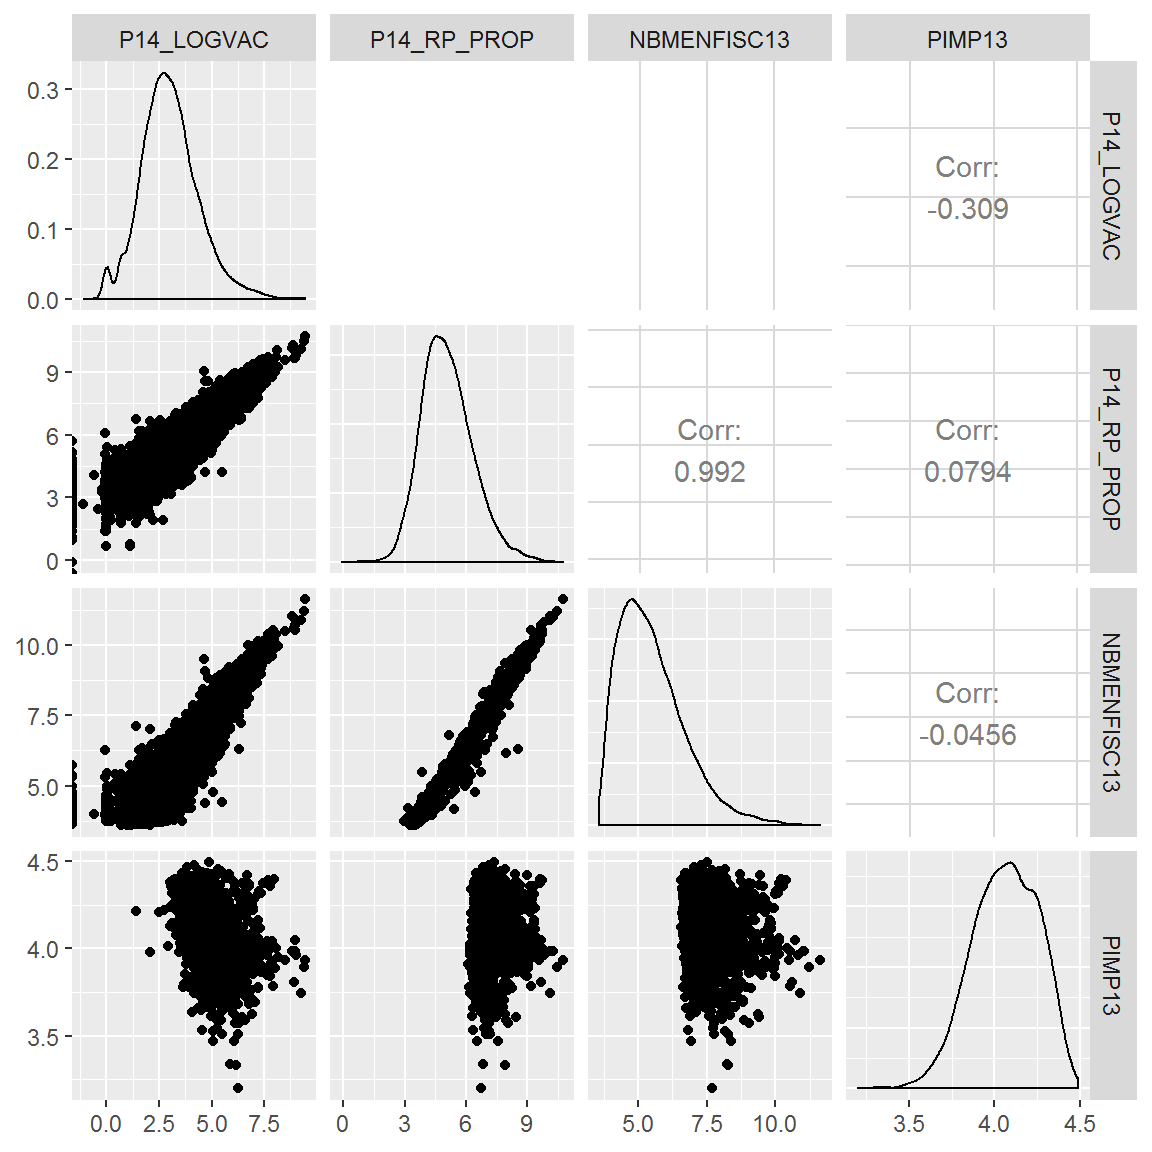 P14_LOGVAC P14_RP_PROP NBMENFISC13 PIMP13
0.3
0.2
0.1
0.0
Corr:
-0.309
P14_LOGVAC
9
6
3
0
Corr:
0.992
Corr:
0.0794
P14_RP_PROP
10.0
7.5
5.0
Corr:
-0.0456
NBMENFISC13
4.5
4.0
3.5
PIMP13
0.0 2.5 5.0 7.5 0 3 6 9 5.0 7.5 10.0 3.5 4.0 4.5